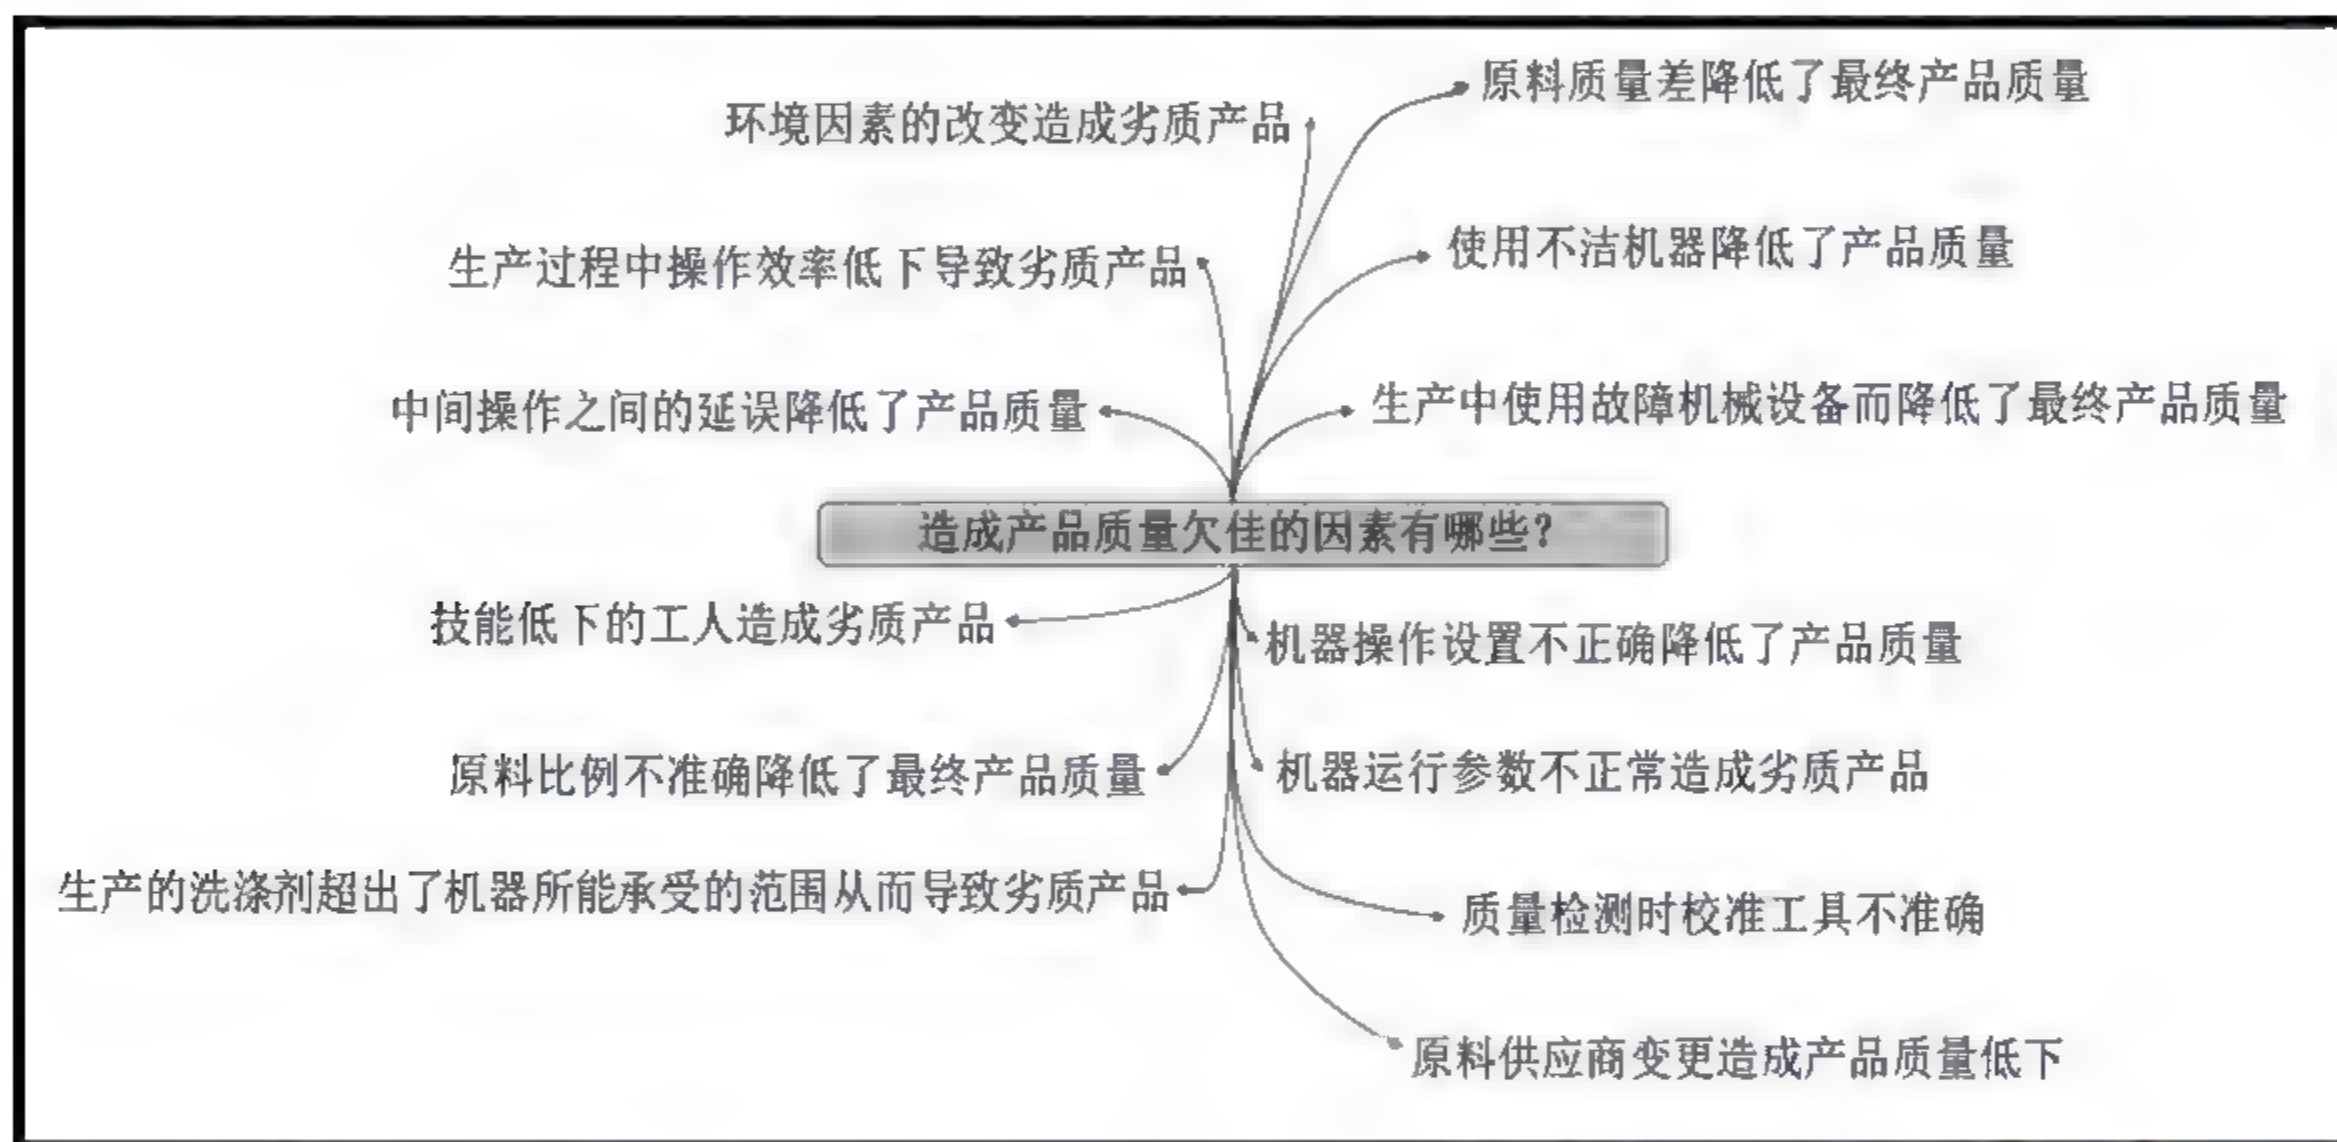 原料质量差降低了最终产品质量
环境因素的改变造成劣质产品
使用不洁机器降低了产品质量
生产过程中操作效率低下导致劣质产品
生产中使用故障机械设备而降低了最终产品质量
中间操作之间的延误降低了产品质量
造成产品质量欠佳的因素有哪些?
技能低下的工人造成劣质产品
机器操作设置不正确降低了产品质量
原料比例不准确降低了最终产品质量
机器运行参数不正常造成劣质产品
生产的洗涤剂超出了机器所能承受的范围从而导致劣质产品
质量检测时校准工具不准确
原料供应商变更造成产品质量低下